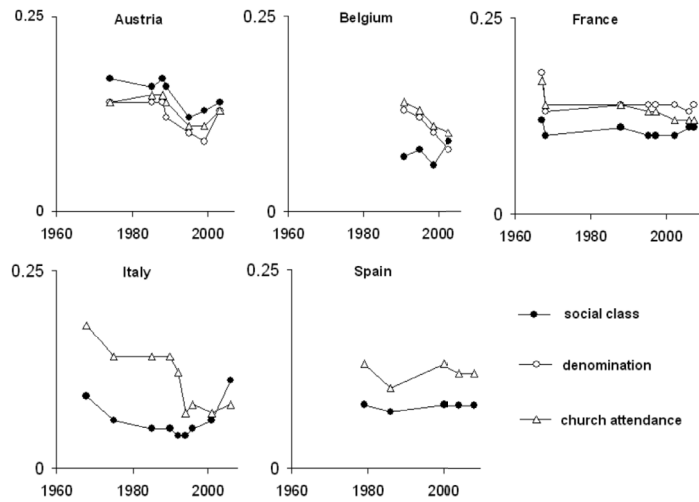 Austria
0.25
0
1960 1980 2000
Belgium
0.25
0
1960 1980 2000
France
0.25
0
1960 1980 2000
Italy
0.25
0
1960 1980 2000
Spain
0.25
0
1960 1980 2000
social class
denomination
church attendance